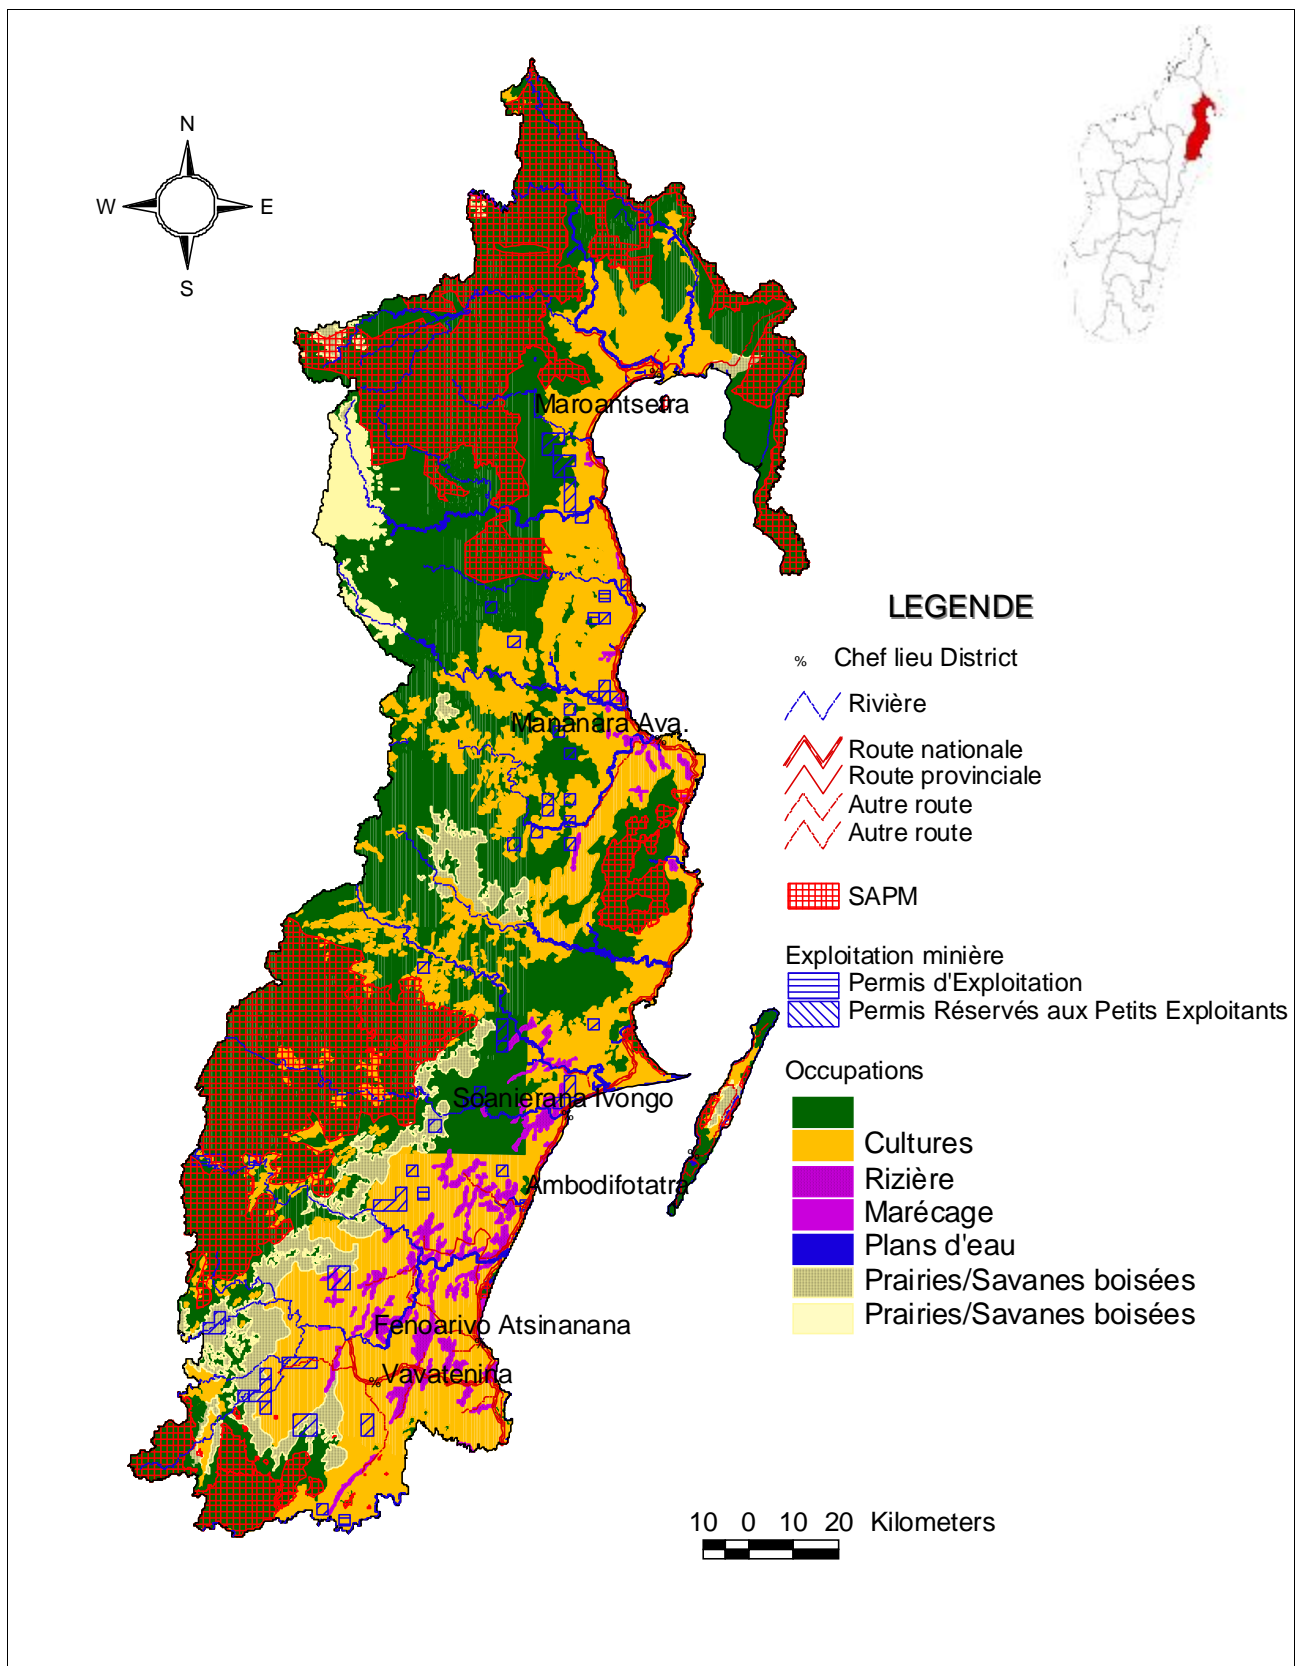 N
W E
S
Maroantsetra
Mananara Ava.
Soanierana Ivongo
Ambodifotatra
Fenoarivo Atsinanana
Vavatenina
LEGENDE
% Chef lieu District
Rivière
Route nationale
Route provinciale
Autre route
Autre route
SAPM
Exploitation minière
Permis d'Exploitation
Permis Réservés aux Petits Exploitants
Occupations
Cultures
Rizière
Marécage
Plans d'eau
Prairies/Savanes boisées
Prairies/Savanes boisées
10 0 10 20 Kilometers